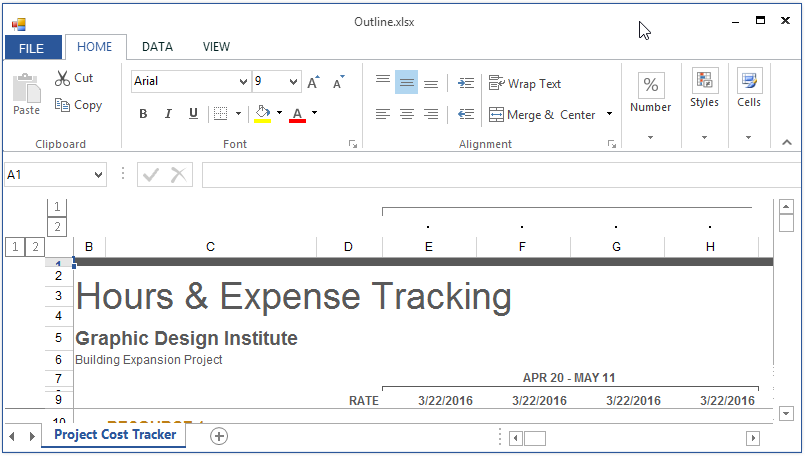 Outline.xlsx
FILE HOME DATA VIEW
Cut
Copy
Paste
Clipboard
Arial 9 A A
B I U A
Font
Wrap Text
Merge & Center
Alignment
%
Number
Styles
Cells
A1
1
2
1 2 B C D E F G H
1
2
3 Hours & Expense Tracking
4
5 Graphic Design Institute
6 Building Expansion Project
7 APR 20 - MAY 11
9 RATE 3/22/2016 3/22/2016 3/22/2016 3/22/2016
10
Project Cost Tracker